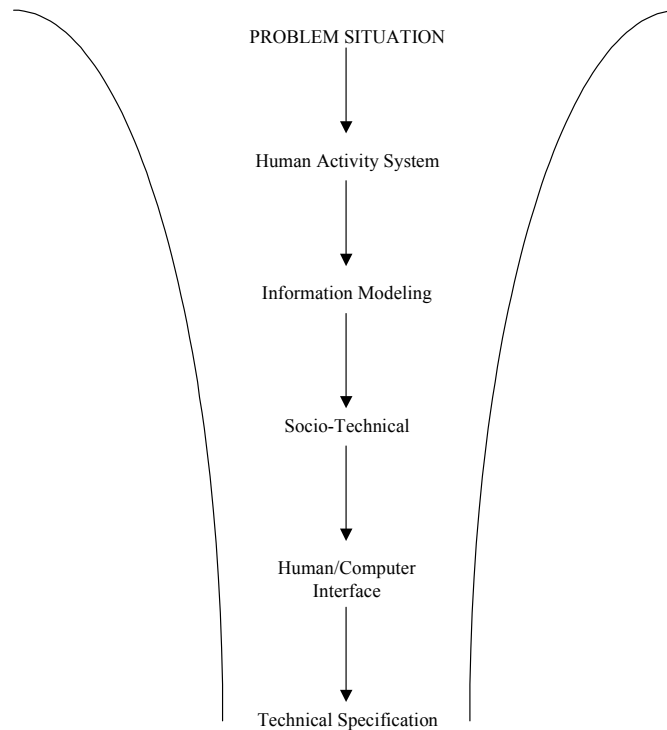 PROBLEM SITUATION
Human Activity System
Information Modeling
Socio-Technical
Human/Computer
Interface
Technical Specification